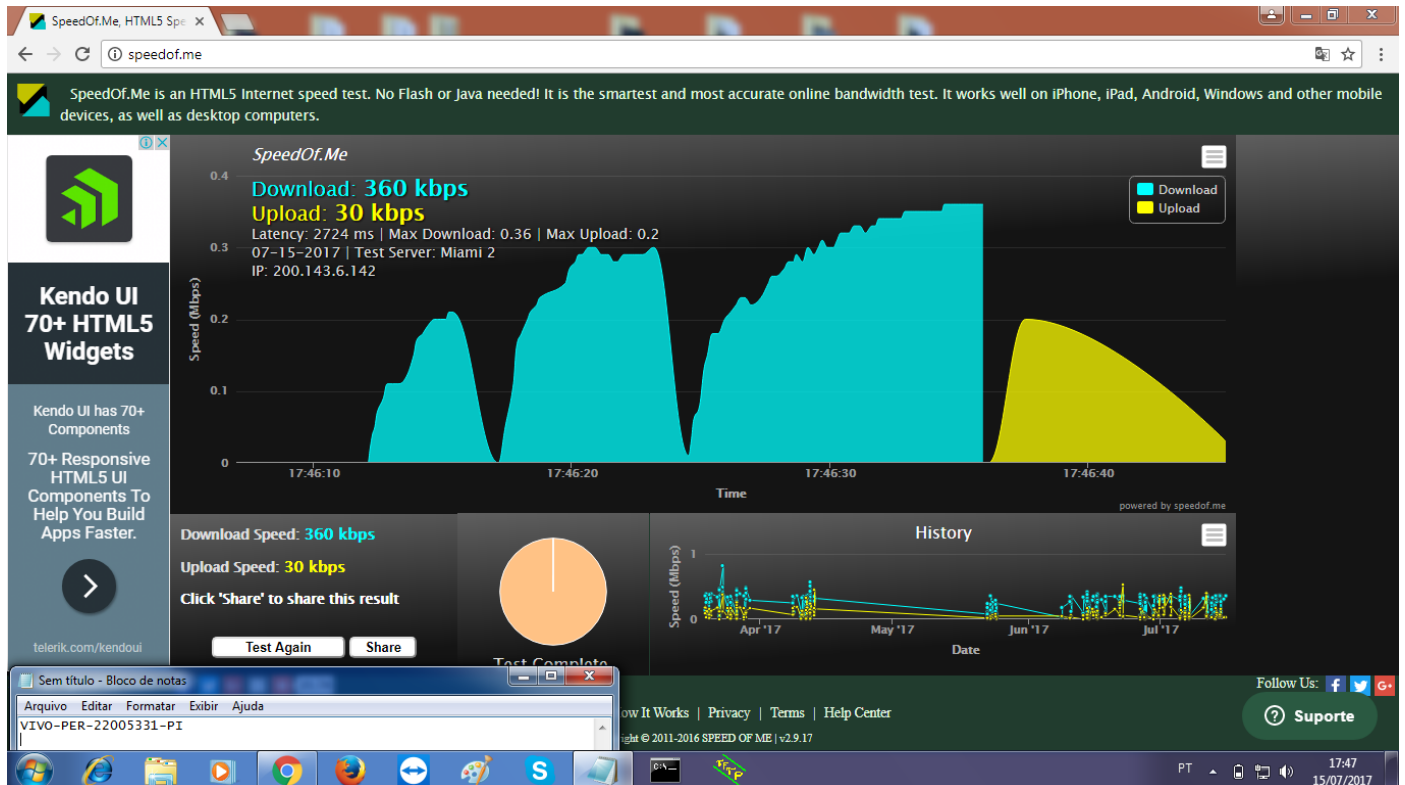 SpeedOf.Me, HTML5 Spe
speedof.me
SpeedOf.Me is an HTML5 Internet speed test. No Flash or Java needed! It is the smartest and most accurate online bandwidth test. It works well on iPhone, iPad, Android, Windows and other mobile
devices, as well as desktop computers.
Kendo UI
70+ HTML5
Widgets
Kendo UI has 70+
Components
70+ Responsive
HTML5 UI
Components To
Help You Build
Apps Faster.
telerik.com/kendoui
SpeedOf.Me
Download: 360 kbps
Upload: 30 kbps
Latency: 2724 ms | Max Download: 0.36 | Max Upload: 0.2
07-15-2017 | Test Server: Miami 2
IP: 200.143.6.142
Download
Upload
Speed (Mbps)
0.4
0.3
0.2
0.1
0
17:46:10 17:46:20 17:46:30 17:46:40
Time
powered by speedof.me
Download Speed: 360 kbps
Upload Speed: 30 kbps
Click 'Share' to share this result
Test Again Share
Test Complete
History
Speed (Mbps)
1
0
Apr '17 May '17 Jun '17 Jul '17
Date
Sem título - Bloco de notas
Arquivo Editar Formatar Exibir Ajuda
VIVO-PER-22005331-PI
Follow Us:
ow It Works | Privacy | Terms | Help Center
ight © 2011-2016 SPEED OF ME | v2.9.17
Suporte
PT
17:47
15/07/2017